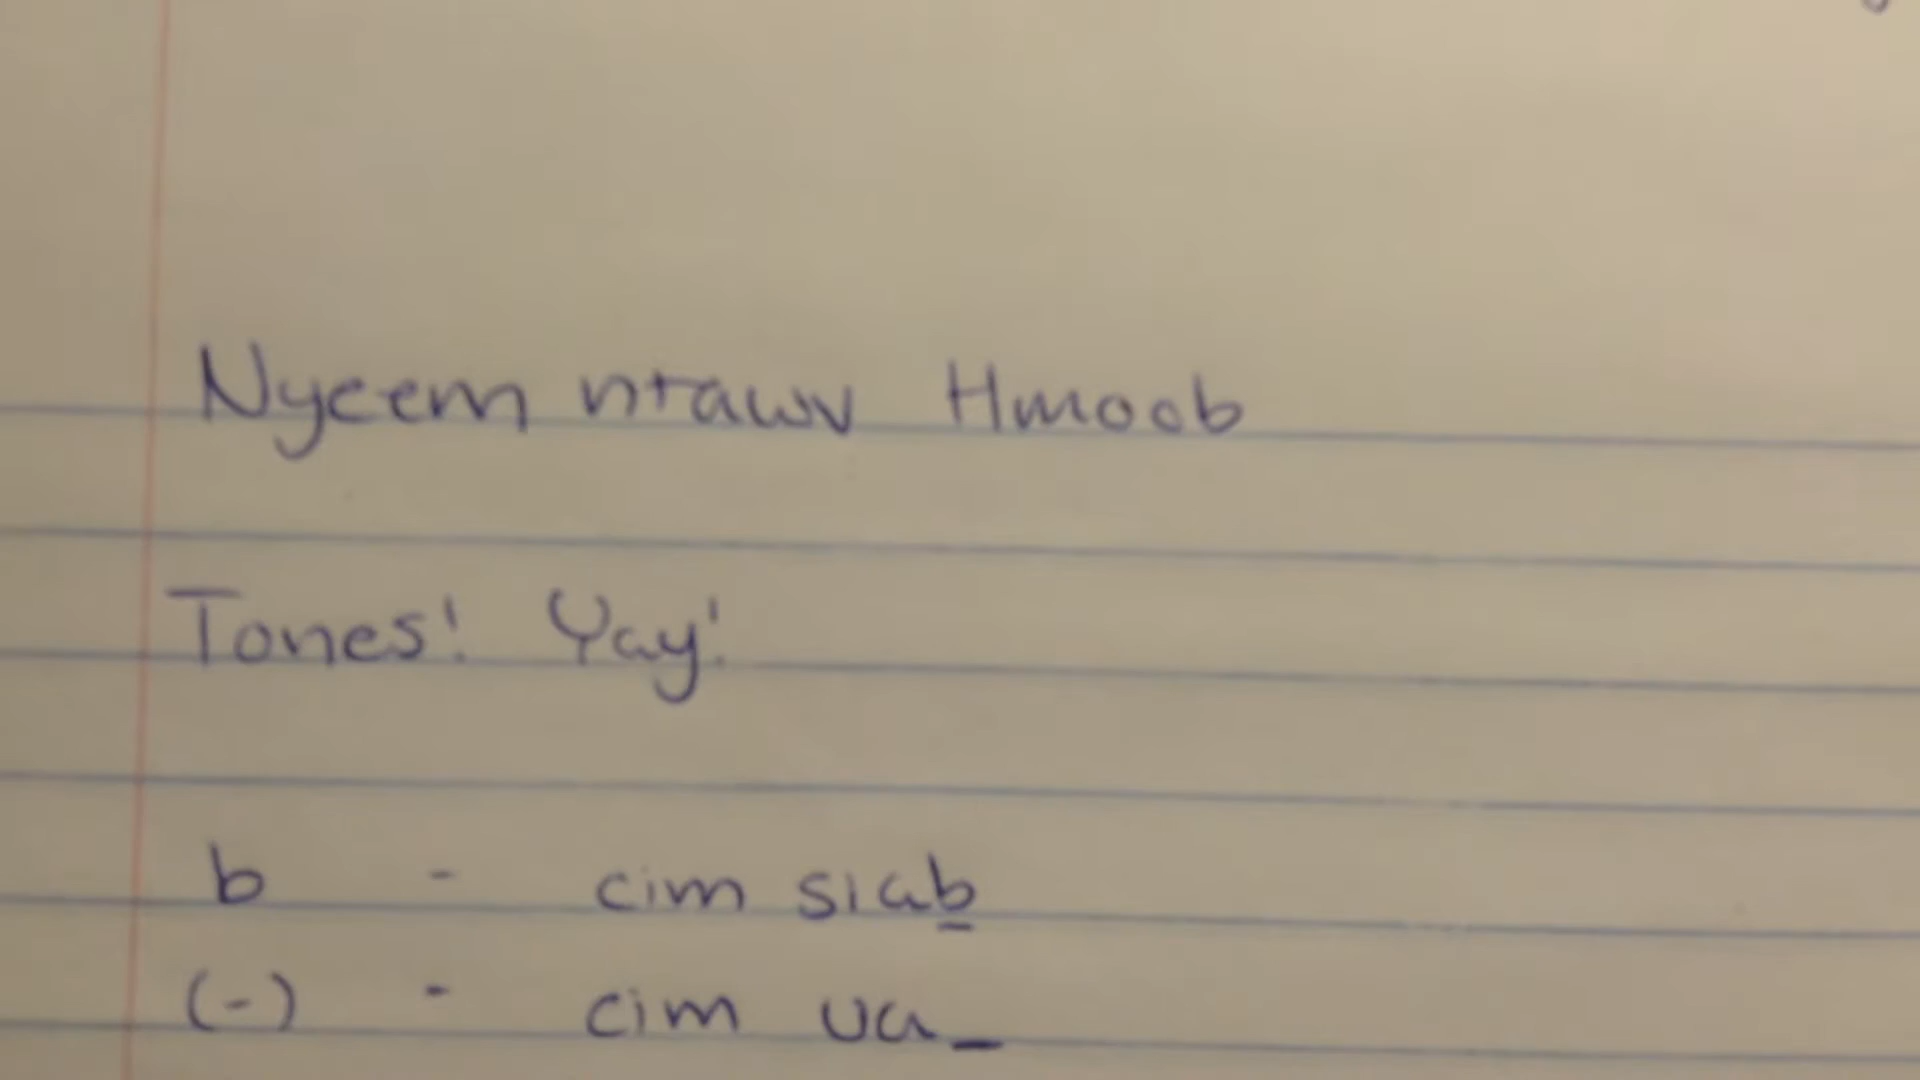 Nyeem ntawv Hmoob
Tones! Yay!
b - cim siab
(-) - cim ua_